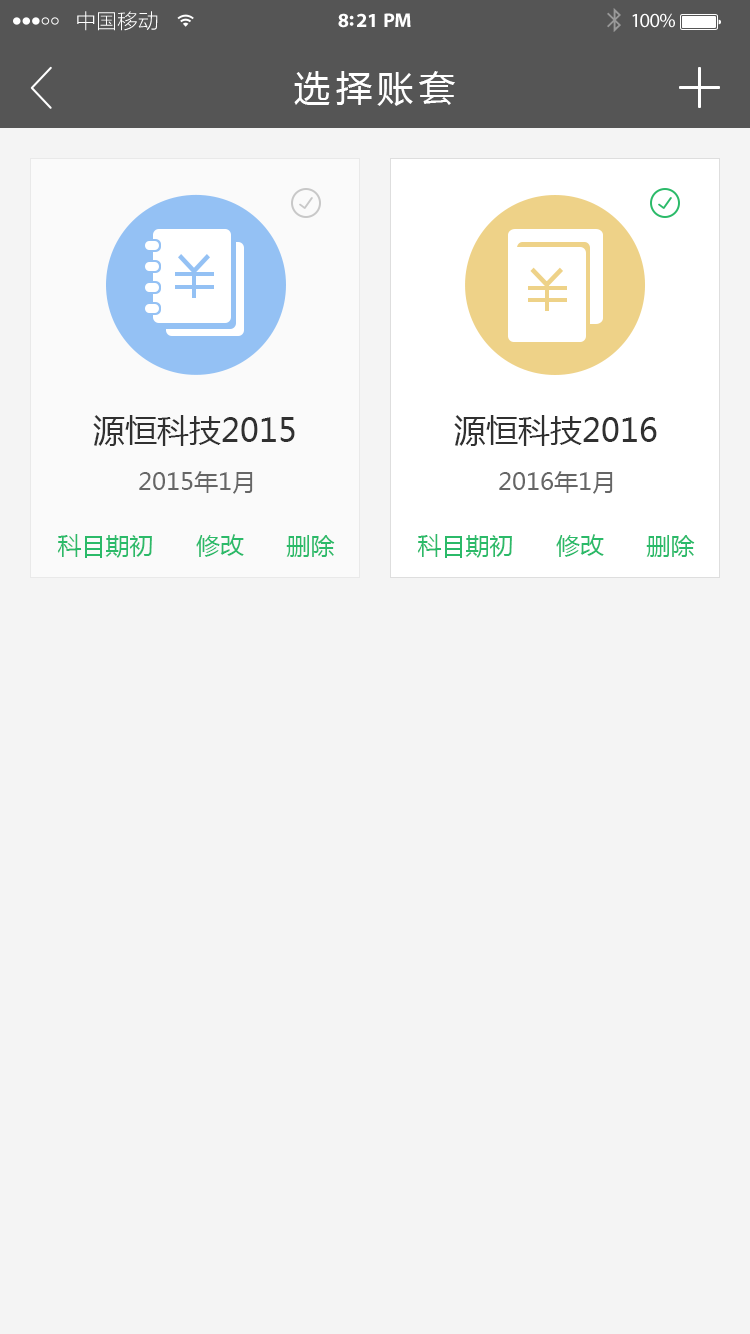 中国移动 8:21 PM 100%
选择账套
源恒科技2015
2015年1月
科目期初 修改 删除
源恒科技2016
2016年1月
科目期初 修改 删除